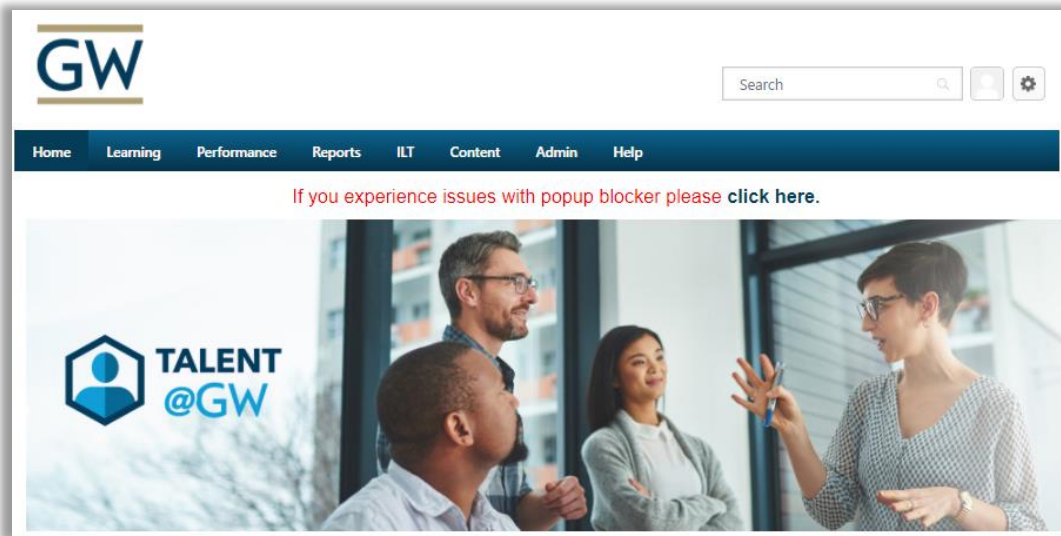 GW
Search
Home Learning Performance Reports ILT Content Admin Help
If you experience issues with popup blocker please click here.
TALENT
@GW